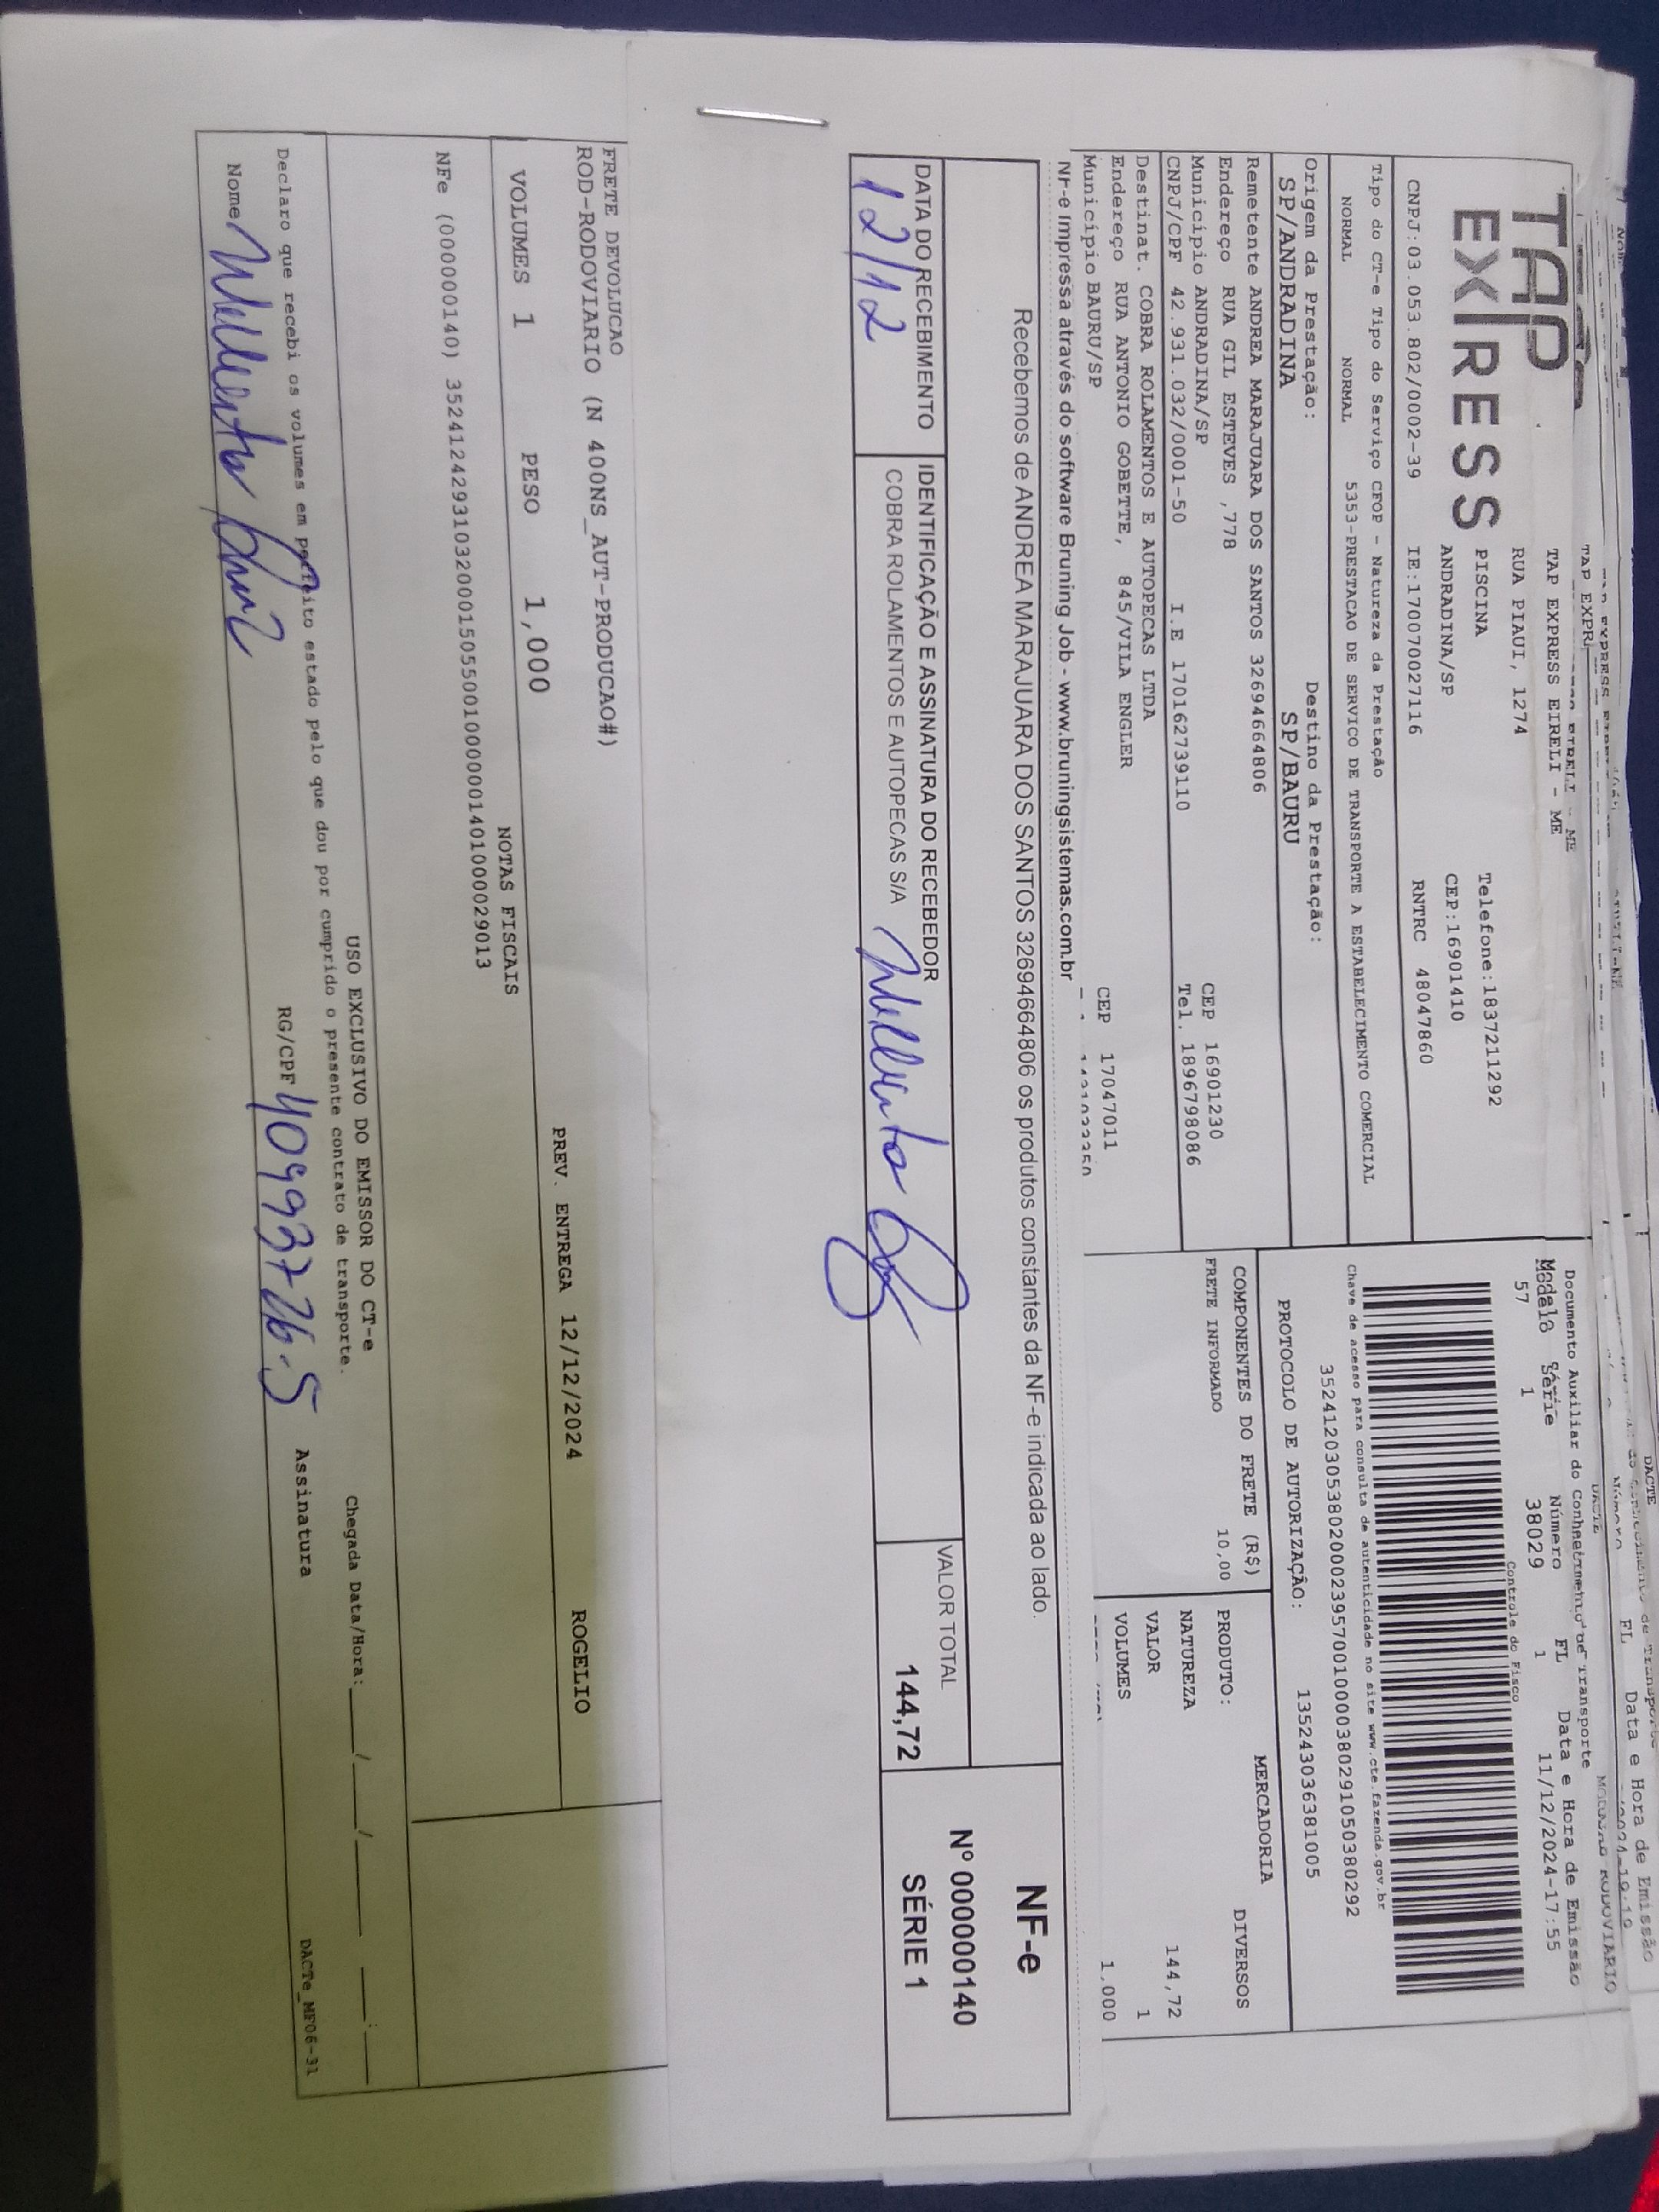 TAP
EXPRESS
TAP EXPRESS EIRELI - ME
RUA PIAUI, 1274
PISCINA
Telefone:1837211292
ANDRADINA/SP
CEP:16901410
CNPJ:03.053.802/0002-39
IE:170070027116
RNTRC 48047860
Documento Auxiliar do Conhecimento de Transporte
Modelo Série Número FL Data e Hora de Emissão
57 1 38029 1 11/12/2024-17:55
Controle do Fisco
Tipo do CT-e Tipo do Serviço CFOP - Natureza da Prestação
NORMAL NORMAL 5353-PRESTACAO DE SERVICO DE TRANSPORTE A ESTABELECIMENTO COMERCIAL
Chave de acesso para consulta de autenticidade no site www.cte.fazenda.gov.br
35241203053802000239570010000380291050380292
Origem da Prestação: Destino da Prestação:
SP/ANDRADINA SP/BAURU
PROTOCOLO DE AUTORIZAÇÃO: 135243036381005
Remetente ANDREA MARAJUARA DOS SANTOS 32694664806
Endereço RUA GIL ESTEVES ,778
Município ANDRADINA/SP CEP 16901230
CNPJ/CPF 42.931.032/0001-50 I.E 170162739110 Tel. 18967980​86
Destinat. COBRA ROLAMENTOS E AUTOPECAS LTDA
Endereço RUA ANTONIO GOBETTE, 845/VILA ENGLER CEP 17047011
Município BAURU/SP
COMPONENTES DO FRETE (R$)
FRETE INFORMADO 10,00
MERCADORIA
PRODUTO: DIVERSOS
NATUREZA
VALOR 144,72
VOLUMES 1
1,000
NF-e Impressa através do software Bruning Job - www.bruningsistemas.com.br
Recebemos de ANDREA MARAJUARA DOS SANTOS 32694664806 os produtos constantes da NF-e indicada ao lado.
NF-e
Nº 000000140
SÉRIE 1
DATA DO RECEBIMENTO
12/12
IDENTIFICAÇÃO E ASSINATURA DO RECEBEDOR
COBRA ROLAMENTOS E AUTOPECAS S/A
VALOR TOTAL
144,72
FRETE DEVOLUCAO
ROD-RODOVIARIO (N 400NS_AUT-PRODUCAO#)
PREV. ENTREGA 12/12/2024 ROGELIO
VOLUMES 1 PESO 1,000
NOTAS FISCAIS
NFe (000000140) 35241242931032000150550010000001401000029013
USO EXCLUSIVO DO EMISSOR DO CT-e
Declaro que recebi os volumes em perfeito estado pelo que dou por cumprido o presente contrato de transporte.
Chegada Data/Hora: ___/___/____ __:__
Nome
RG/CPF 40993726-5
Assinatura
DACTe_MF06-31